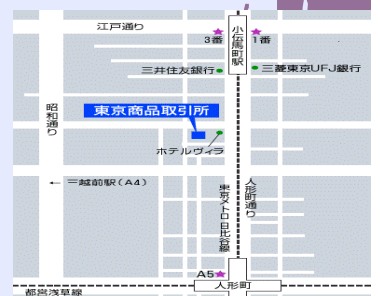 江戸通り
3番
1番
小伝馬町駅
三井住友銀行
三菱東京UFJ銀行
昭和通り
東京商品取引所
ホテルヴィラ
← 三越前駅(A4)
東京メトロ日比谷線
人形町通り
A5
人形町
都営浅草線